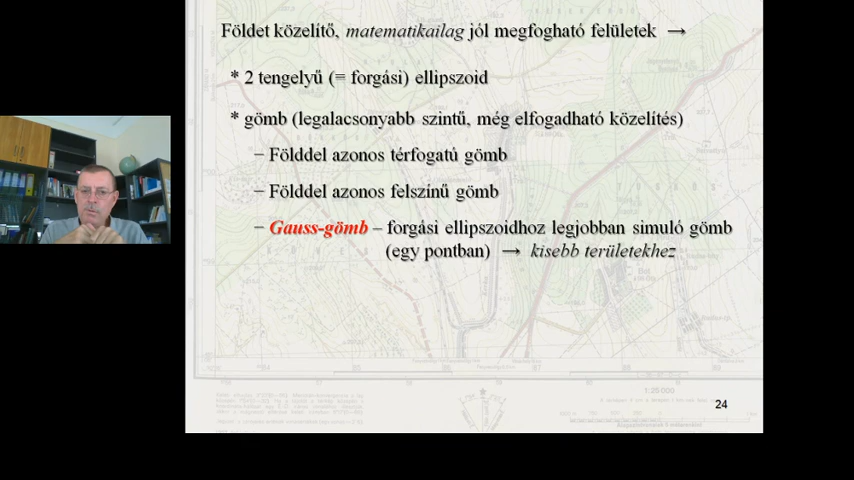 Földet közelítő, matematikailag jól megfogható felületek →
* 2 tengelyű (= forgási) ellipszoid
* gömb (legalacsonyabb szintű, még elfogadható közelítés)
− Földdel azonos térfogatú gömb
− Földdel azonos felszínű gömb
− Gauss-gömb – forgási ellipszoidhoz legjobban simuló gömb
(egy pontban) → kisebb területekhez
1:25 000
24